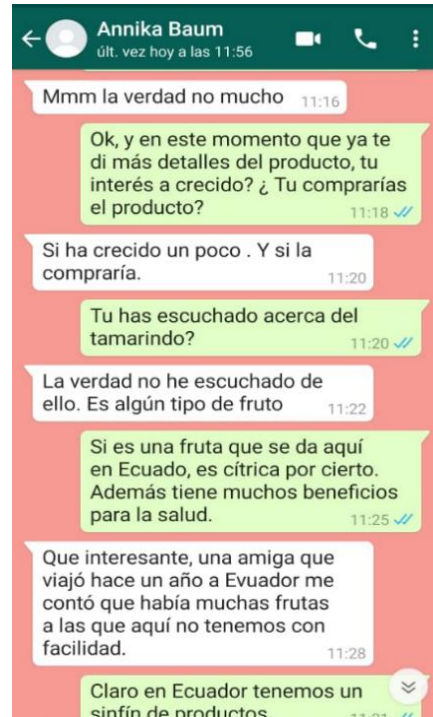 Annika Baum
últ. vez hoy a las 11:56
Mmm la verdad no mucho 11:16
Ok, y en este momento que ya te
di más detalles del producto, tu
interés a crecido? ¿ Tu comprarías
el producto? 11:18
Si ha crecido un poco . Y si la
compraría. 11:20
Tu has escuchado acerca del
tamarindo? 11:20
La verdad no he escuchado de
ello. Es algún tipo de fruto 11:22
Si es una fruta que se da aquí
en Ecuado, es cítrica por cierto.
Además tiene muchos beneficios
para la salud. 11:25
Que interesante, una amiga que
viajó hace un año a Evuador me
contó que había muchas frutas
a las que aquí no tenemos con
facilidad. 11:28
Claro en Ecuador tenemos un
sinfín de productos